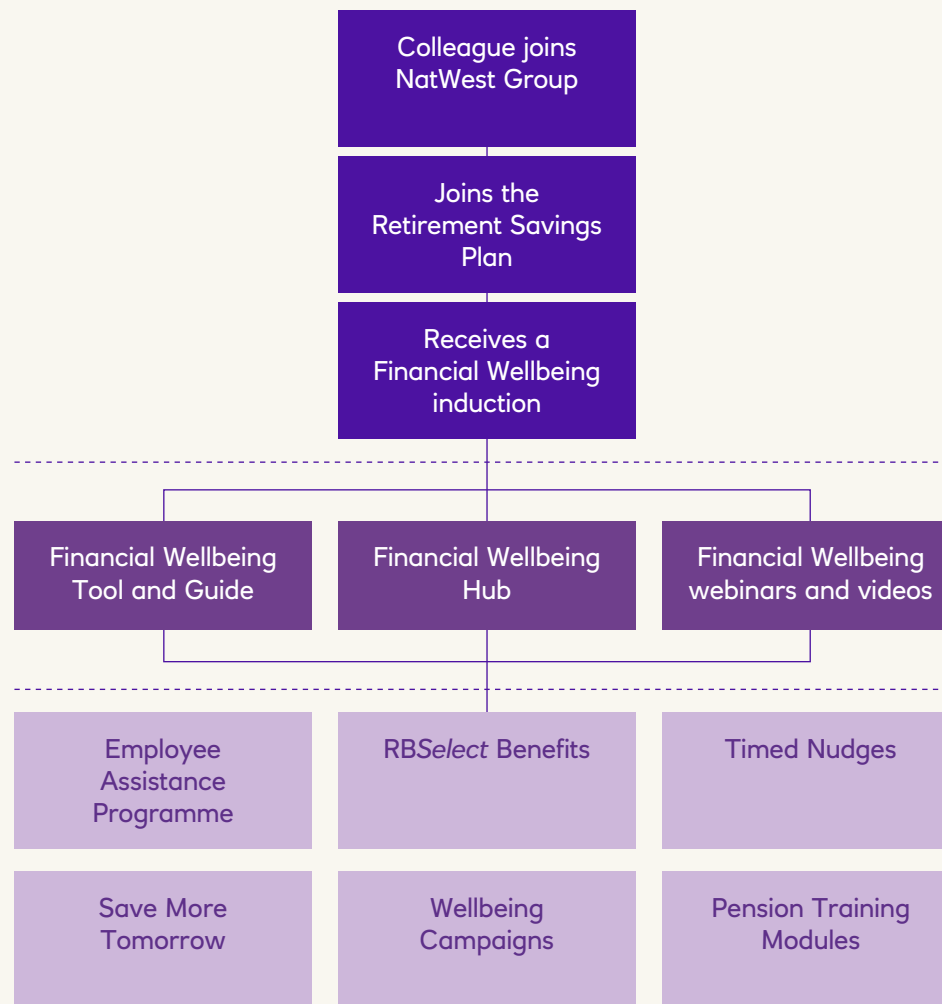 Colleague joins
NatWest Group
Joins the
Retirement Savings
Plan
Receives a
Financial Wellbeing
induction
Financial Wellbeing
Tool and Guide
Financial Wellbeing
Hub
Financial Wellbeing
webinars and videos
Employee
Assistance
Programme
RBSelect Benefits
Timed Nudges
Save More
Tomorrow
Wellbeing
Campaigns
Pension Training
Modules